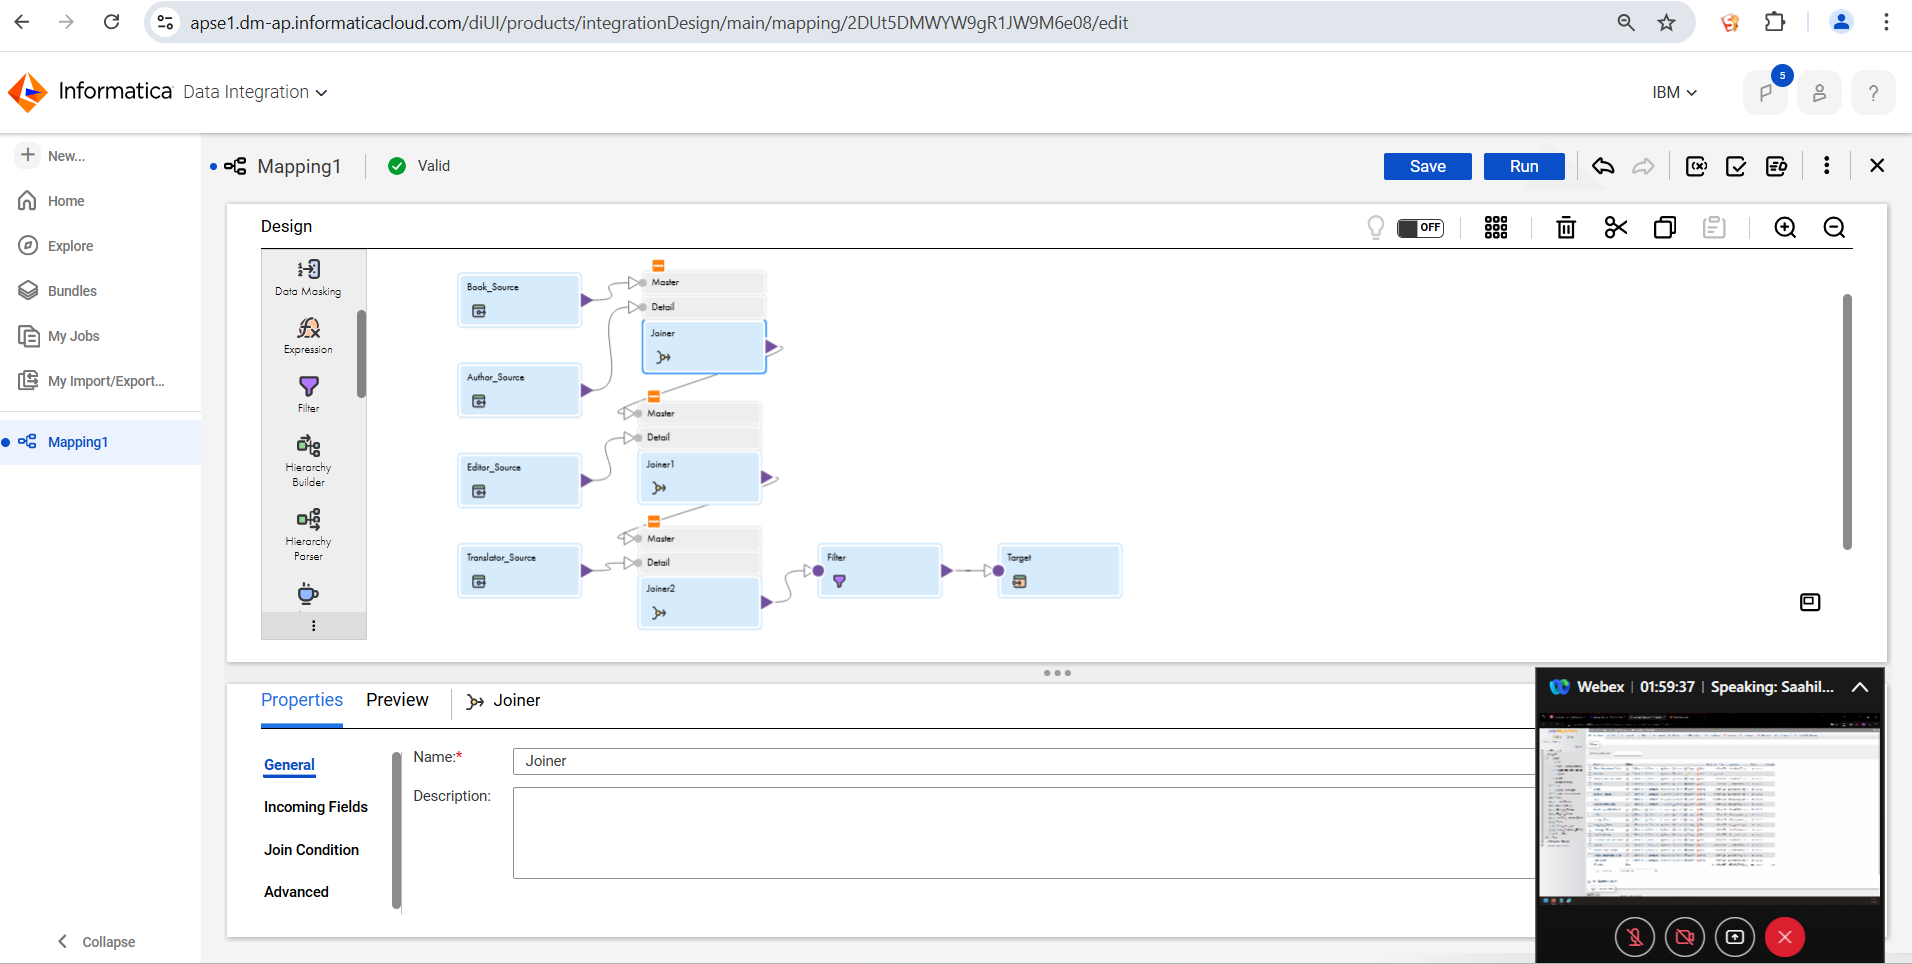 apse1.dm-ap.informaticacloud.com/diUI/products/integrationDesign/main/mapping/2DUt5DMWYW9gR1JW9M6e08/edit
Informatica Data Integration
IBM
5
?
New...
Home
Explore
Bundles
My Jobs
My Import/Export...
Mapping1
Collapse
Mapping1
Valid
Save
Run
Design
OFF
Data Masking
Expression
Filter
Hierarchy
Builder
Hierarchy
Parser
Book_Source
Author_Source
Editor_Source
Translator_Source
Master
Detail
Joiner
Master
Detail
Joiner1
Master
Detail
Joiner2
Filter
Target
Properties
Preview
Joiner
General
Incoming Fields
Join Condition
Advanced
Name:*
Joiner
Description:
Webex | 01:59:37 | Speaking: Saahil...